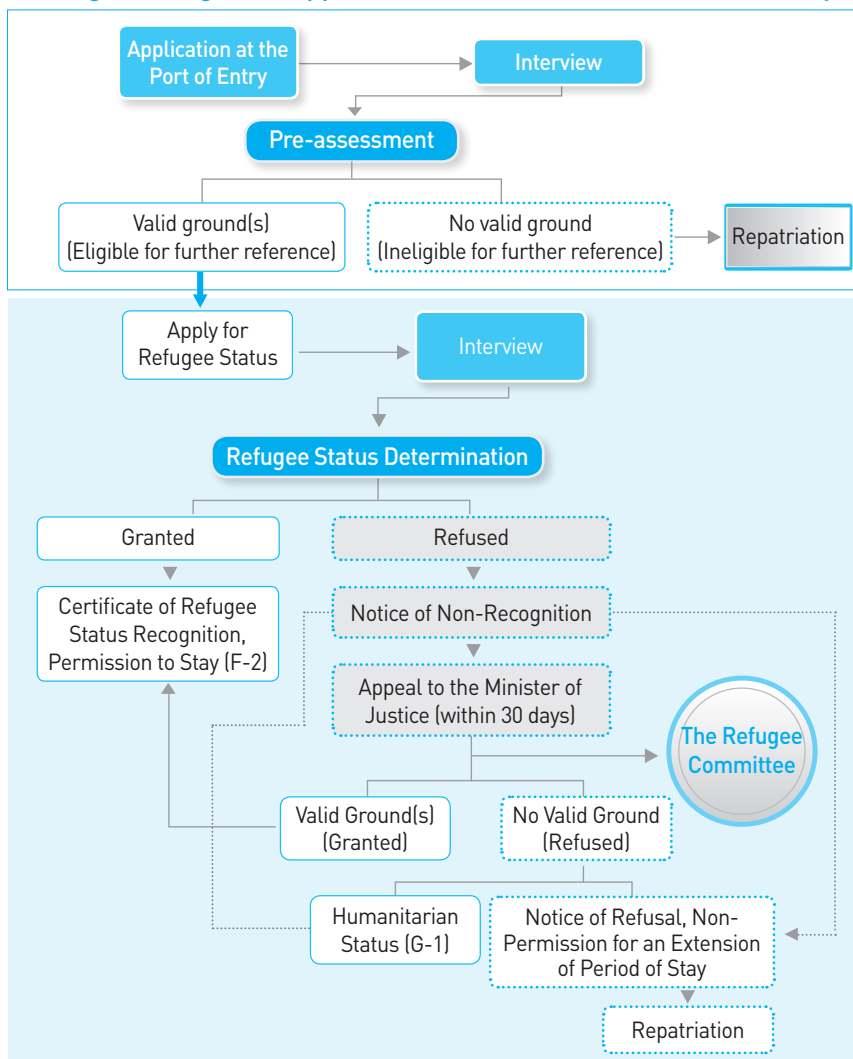 Application at the
Port of Entry
Interview
Pre-assessment
Valid ground(s)
(Eligible for further reference)
No valid ground
(Ineligible for further reference)
Repatriation
Apply for
Refugee Status
Interview
Refugee Status Determination
Granted
Refused
Certificate of Refugee
Status Recognition,
Permission to Stay (F-2)
Notice of Non-Recognition
Appeal to the Minister of
Justice (within 30 days)
The Refugee
Committee
Valid Ground(s)
(Granted)
No Valid Ground
(Refused)
Humanitarian
Status (G-1)
Notice of Refusal, Non-
Permission for an Extension
of Period of Stay
Repatriation